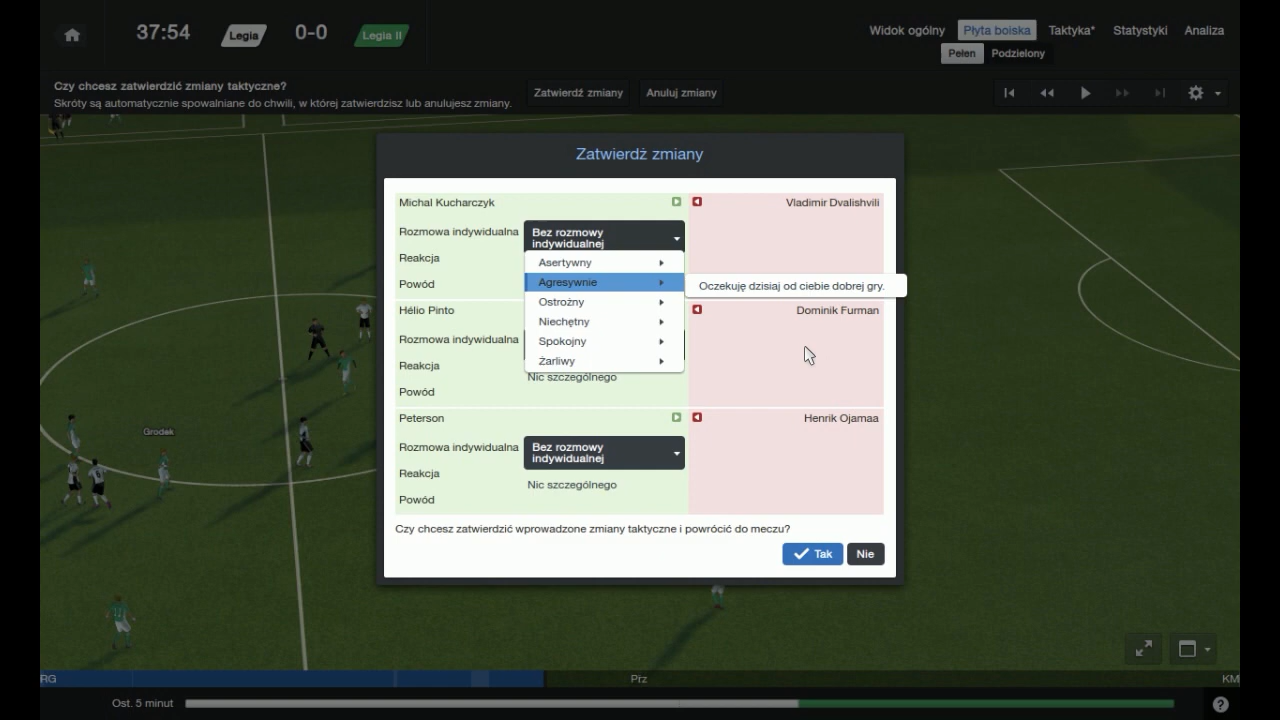 37:54
Legia
0-0
Legia II
Widok ogólny
Płyta boiska
Taktyka*
Statystyki
Analiza
Pełen
Podzielony
Czy chcesz zatwierdzić zmiany taktyczne?
Skróty są automatycznie spowalniane do chwili, w której zatwierdzisz lub anulujesz zmiany.
Zatwierdź zmiany
Anuluj zmiany
Zatwierdź zmiany
Michal Kucharczyk
Vladimir Dvalishvili
Rozmowa indywidualna
Bez rozmowy
indywidualnej
Reakcja
Powód
Asertywny
Agresywnie
Ostrożny
Niechętny
Spokojny
Żarliwy
Oczekuję dzisiaj od ciebie dobrej gry.
Hélio Pinto
Dominik Furman
Rozmowa indywidualna
Reakcja
Nic szczególnego
Powód
Peterson
Henrik Ojamaa
Rozmowa indywidualna
Bez rozmowy
indywidualnej
Reakcja
Nic szczególnego
Powód
Czy chcesz zatwierdzić wprowadzone zmiany taktyczne i powrócić do meczu?
Tak
Nie
Grodek
RG
Prz
KM
Ost. 5 minut